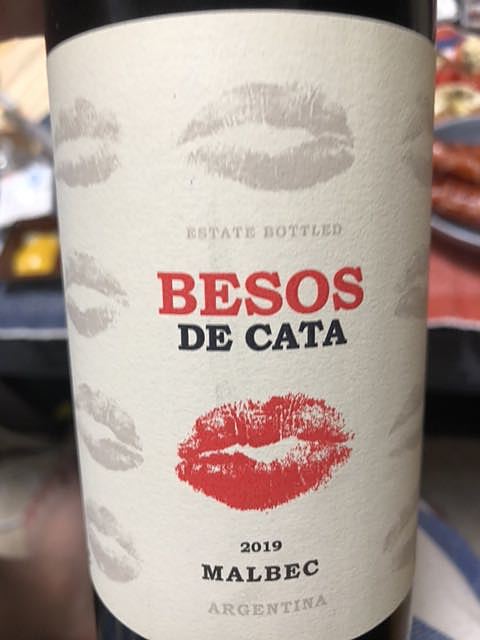 ESTATE BOTTLED
BESOS
DE CATA
2019
MALBEC
ARGENTINA